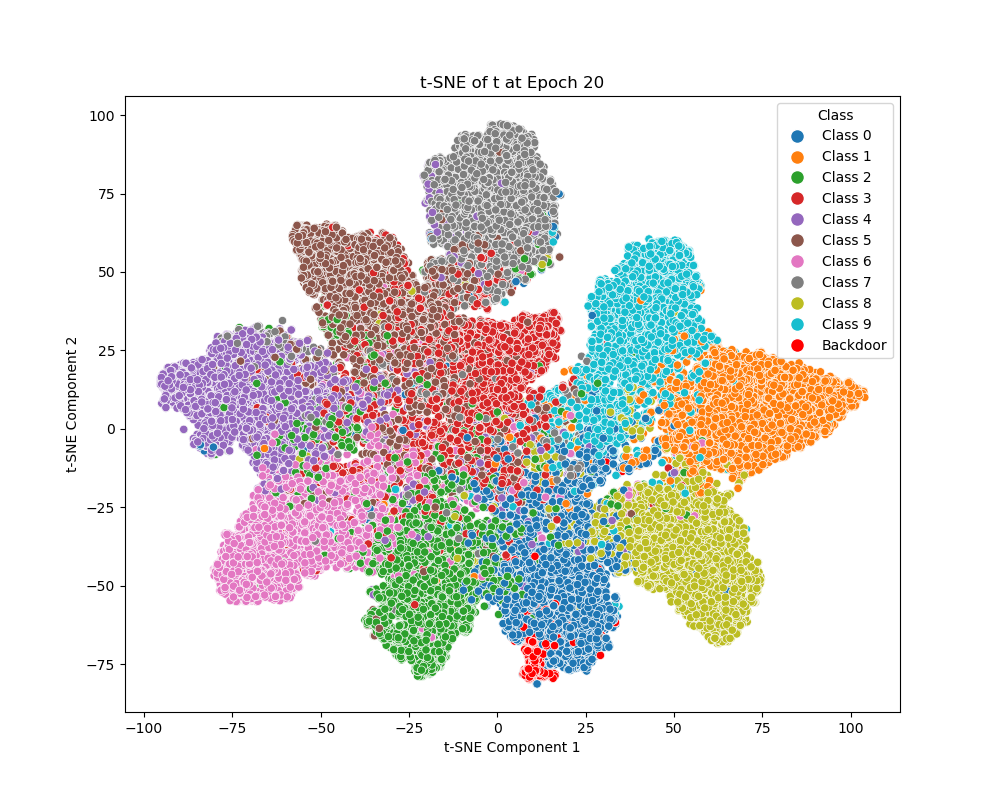 t-SNE of t at Epoch 20
Class
Class 0
Class 1
Class 2
Class 3
Class 4
Class 5
Class 6
Class 7
Class 8
Class 9
Backdoor
100
75
50
25
0
−25
−50
−75
t-SNE Component 2
−100 −75 −50 −25 0 25 50 75 100
t-SNE Component 1